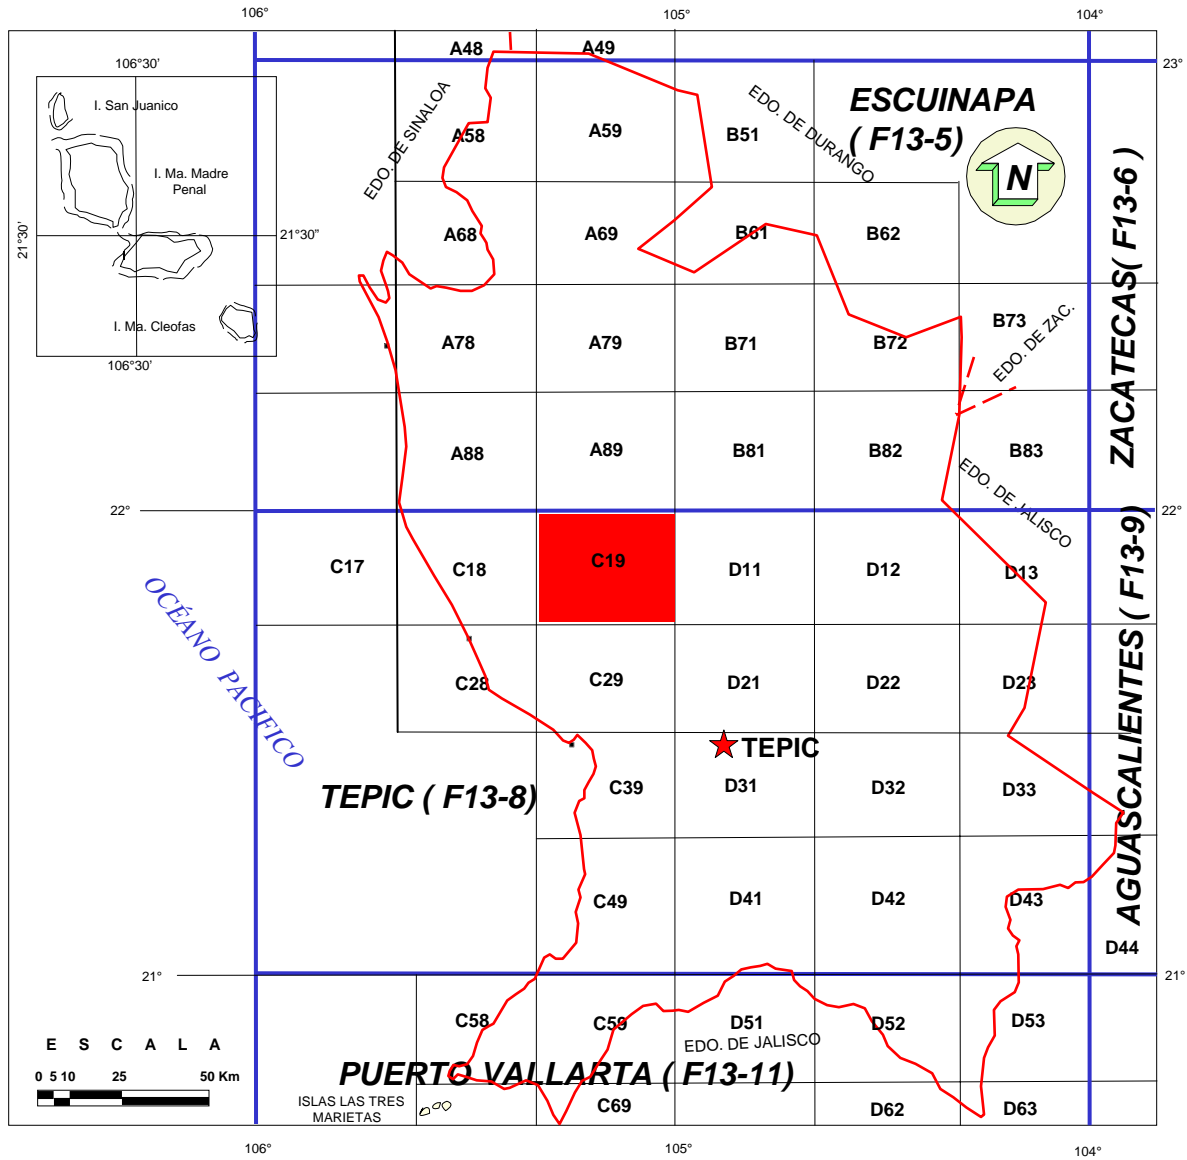 106°
105°
104°
106°30'
I. San Juanico
I. Ma. Madre
Penal
21°30'
21°30"
I. Ma. Cleofas
106°30'
A48
A49
23°
EDO. DE SINALOA
A58
A59
B51
EDO. DE DURANGO
ESCUINAPA
( F13-5)
N
ZACATECAS( F13-6 )
A68
A69
B61
B62
A78
A79
B71
B72
B73
EDO. DE ZAC.
A88
A89
B81
B82
B83
EDO. DE JALISCO
22°
22°
C17
C18
C19
D11
D12
D13
OCÉANO PACIFICO
AGUASCALIENTES ( F13-9)
C28
C29
D21
D22
D23
TEPIC
TEPIC ( F13-8)
C39
D31
D32
D33
C49
D41
D42
D43
D44
21°
21°
C58
C59
D51
D52
D53
EDO. DE JALISCO
E S C A L A
0 5 10 25 50 Km
PUERTO VALLARTA ( F13-11)
ISLAS LAS TRES
MARIETAS
C69
D62
D63
106°
105°
104°